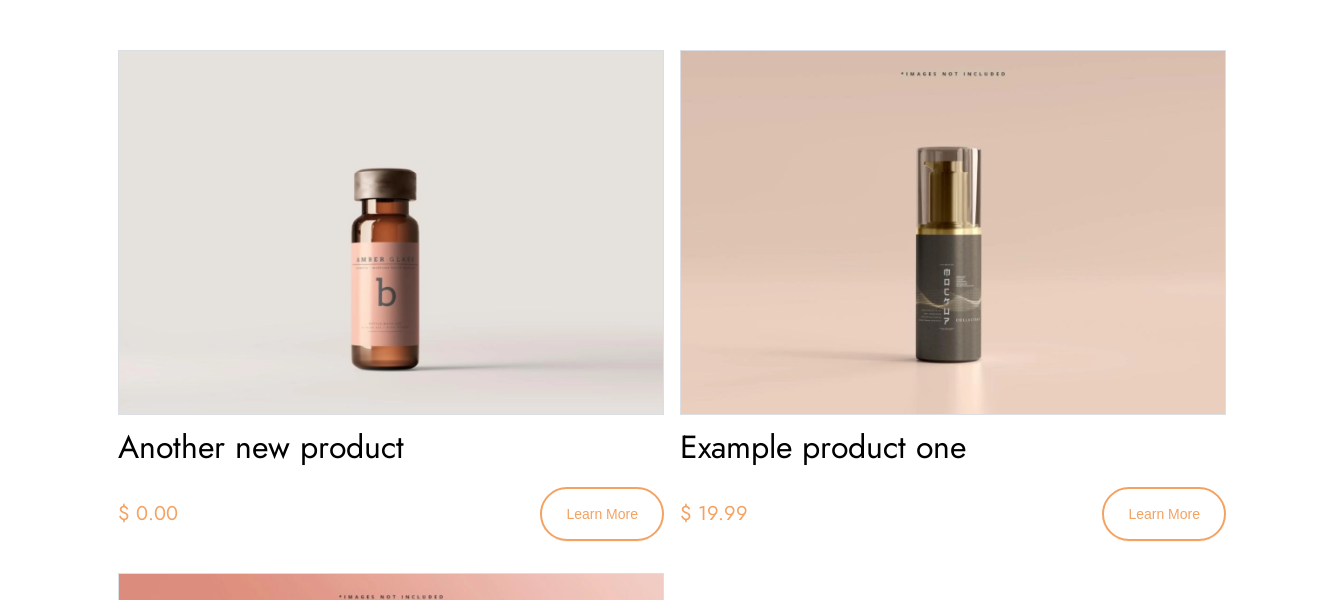 *IMAGES NOT INCLUDED
AMBER GLASS
b
Another new product
Example product one
$ 0.00
Learn More
$ 19.99
Learn More
*IMAGES NOT INCLUDED